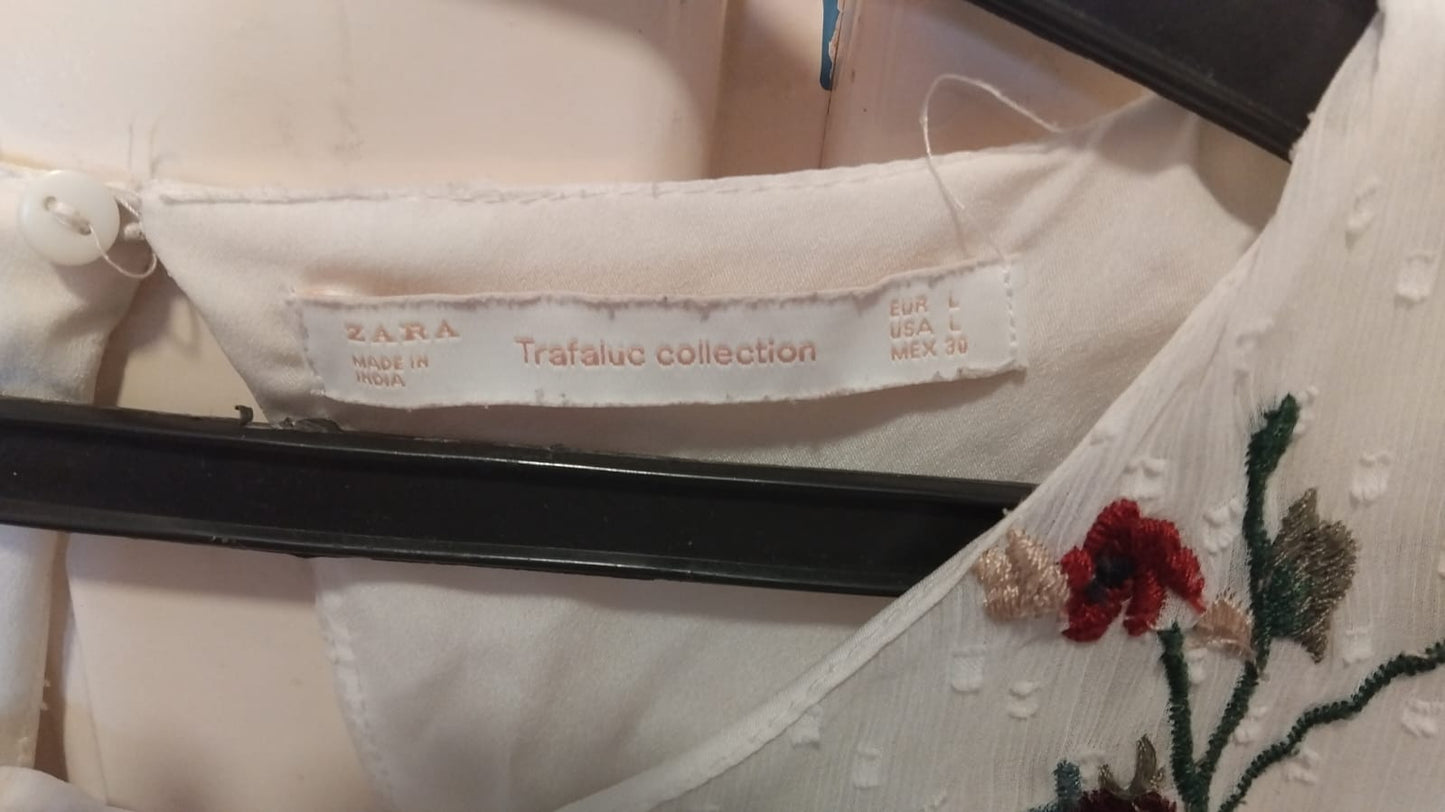 ZARA
MADE IN
INDIA
Trafaluc collection
EUR L
USA L
MEX 30